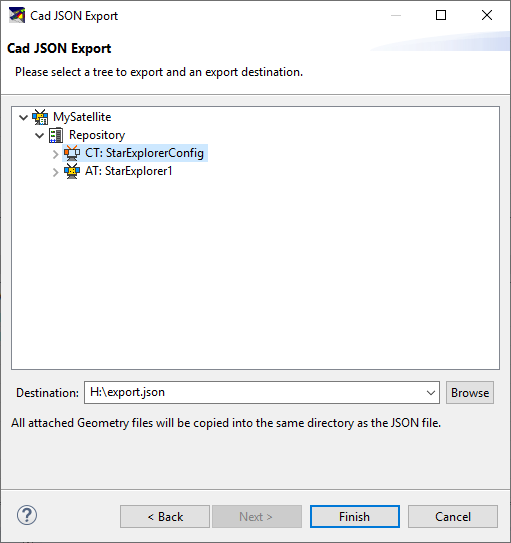 Cad JSON Export
Cad JSON Export
Please select a tree to export and an export destination.
MySatellite
Repository
CT: StarExplorerConfig
AT: StarExplorer1
Destination: H:\export.json Browse
All attached Geometry files will be copied into the same directory as the JSON file.
? < Back Next > Finish Cancel